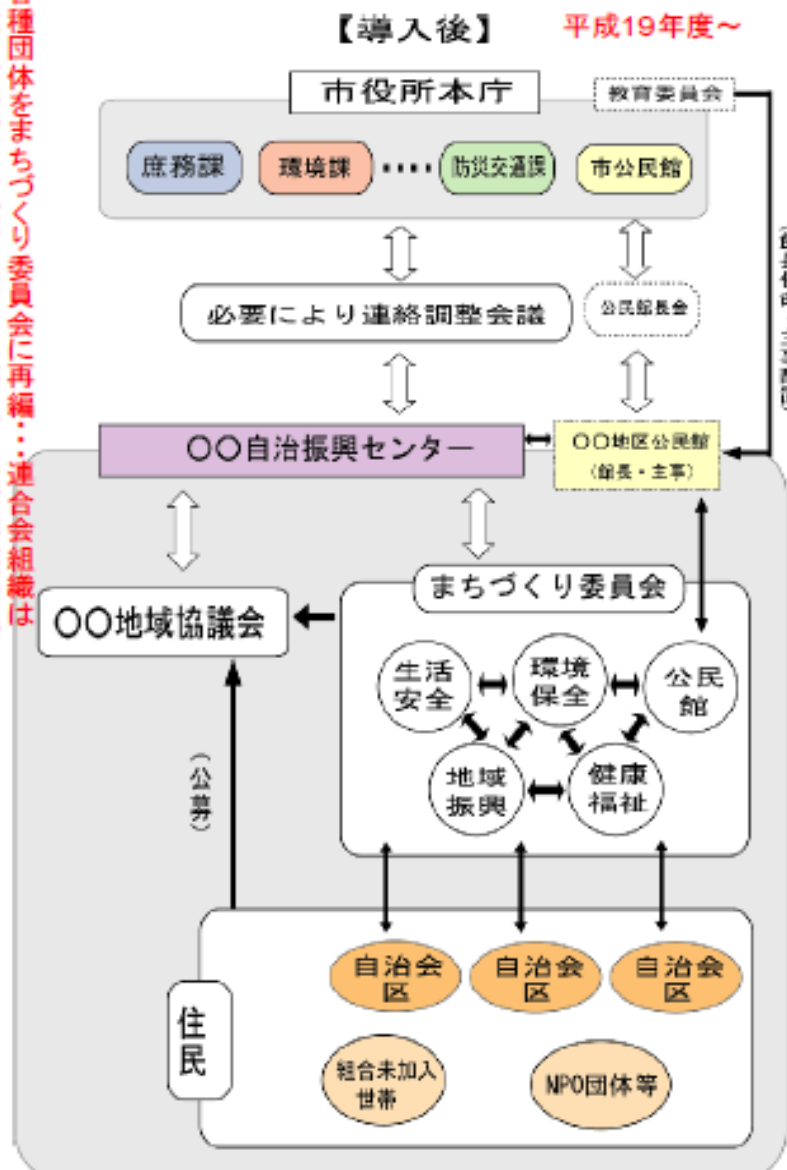 【導入後】
平成19年度～
種団体をまちづくり委員会に再編・・・連合会組織は
市役所本庁
教育委員会
庶務課
環境課
・・・・
防災交通課
市公民館
必要により連絡調整会議
公民館長会
〇〇自治振興センター
〇〇地区公民館
（館長・主事）
まちづくり委員会
〇〇地域協議会
生活
安全
環境
保全
公民
館
地域
振興
健康
福祉
（公募）
自治会
区
自治会
区
自治会
区
住民
組合未加入
世帯
NPO団体等